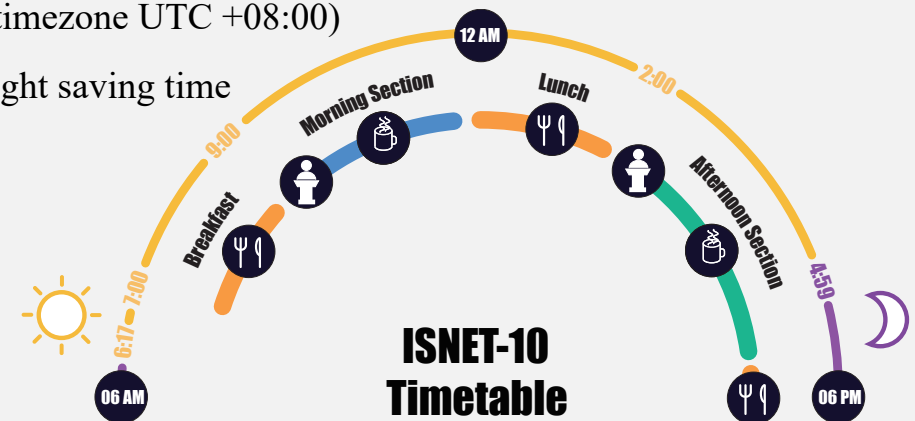 timezone UTC +08:00)
ght saving time
12 AM
Morning Section
Lunch
2:00
9:00
Breakfast
Afternoon Section
7:00
6:17
4:59
ISNET-10
Timetable
06 AM
06 PM